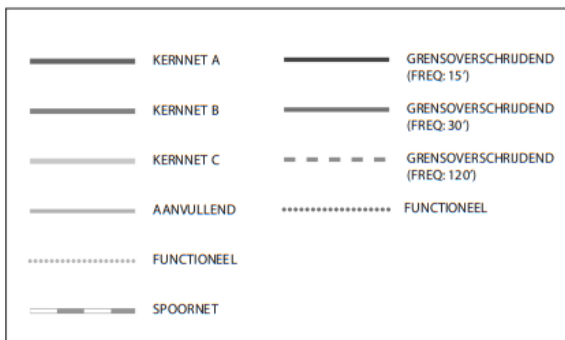 KERNNET A
KERNNET B
KERNNET C
AANVULLEND
FUNCTIONEEL
SPOORNET
GRENSOVERSCHRIJDEND
(FREQ: 15')
GRENSOVERSCHRIJDEND
(FREQ: 30')
GRENSOVERSCHRIJDEND
(FREQ: 120')
FUNCTIONEEL